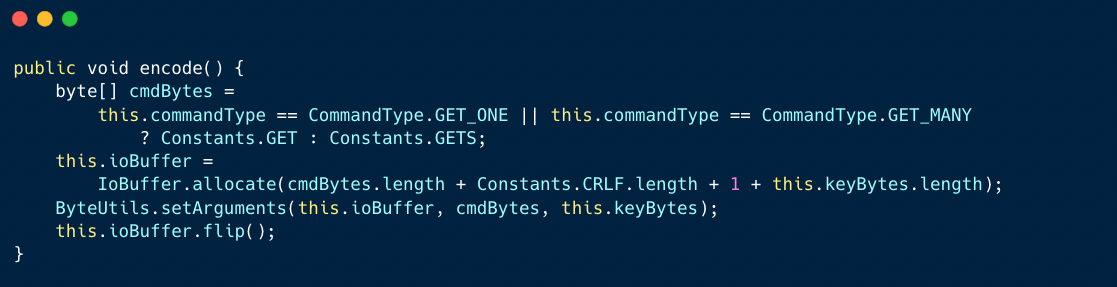 public void encode() {
    byte[] cmdBytes =
        this.commandType == CommandType.GET_ONE || this.commandType == CommandType.GET_MANY
            ? Constants.GET : Constants.GETS;
    this.ioBuffer =
        IoBuffer.allocate(cmdBytes.length + Constants.CRLF.length + 1 + this.keyBytes.length);
    ByteUtils.setArguments(this.ioBuffer, cmdBytes, this.keyBytes);
    this.ioBuffer.flip();
}